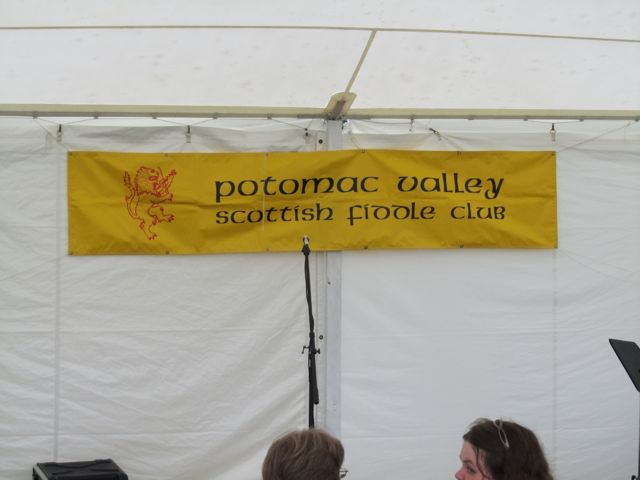 potomac valley
scottish fiddle club